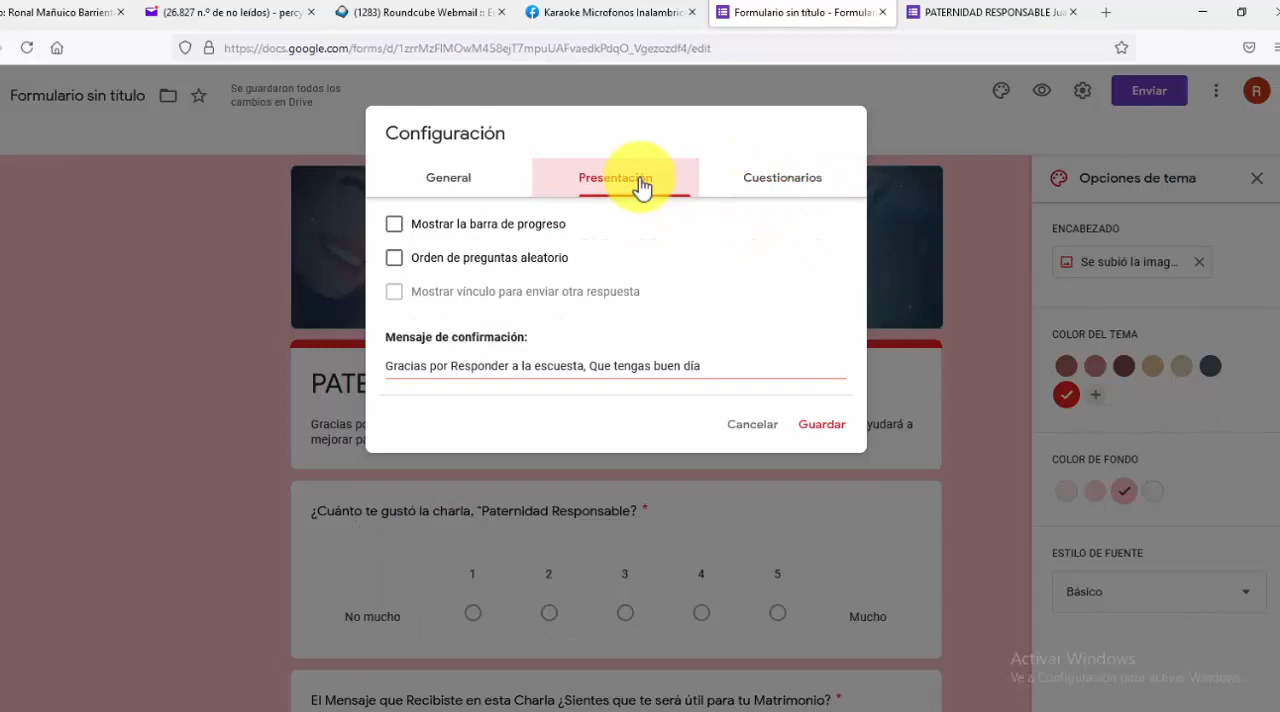 o: Ronal Mañuico Barrient
(26.827 n.º de no leídos) - percy
(1283) Roundcube Webmail :: E
Karaoke Microfonos Inalambric
Formulario sin título - Formular
PATERNIDAD RESPONSABLE Jua
https://docs.google.com/forms/d/1zrrMzFIMOwM458ejT7mpuUAFvaedkPdqO_Vgezozdf4/edit
Formulario sin título
Se guardaron todos los
cambios en Drive
Enviar
R
Configuración
General
Presentación
Cuestionarios
Mostrar la barra de progreso
Orden de preguntas aleatorio
Mostrar vínculo para enviar otra respuesta
Mensaje de confirmación:
Gracias por Responder a la escuesta, Que tengas buen día
Cancelar
Guardar
PATE
Gracias po
yudará a
mejorar pa
¿Cuánto te gustó la charla, "Paternidad Responsable? *
1 2 3 4 5
No mucho
Mucho
El Mensaje que Recibiste en esta Charla ¿Sientes que te será útil para tu Matrimonio? *
Opciones de tema
ENCABEZADO
Se subió la imag...
COLOR DEL TEMA
COLOR DE FONDO
ESTILO DE FUENTE
Básico
Activar Windows
Ve a Configuración para activar Windows.